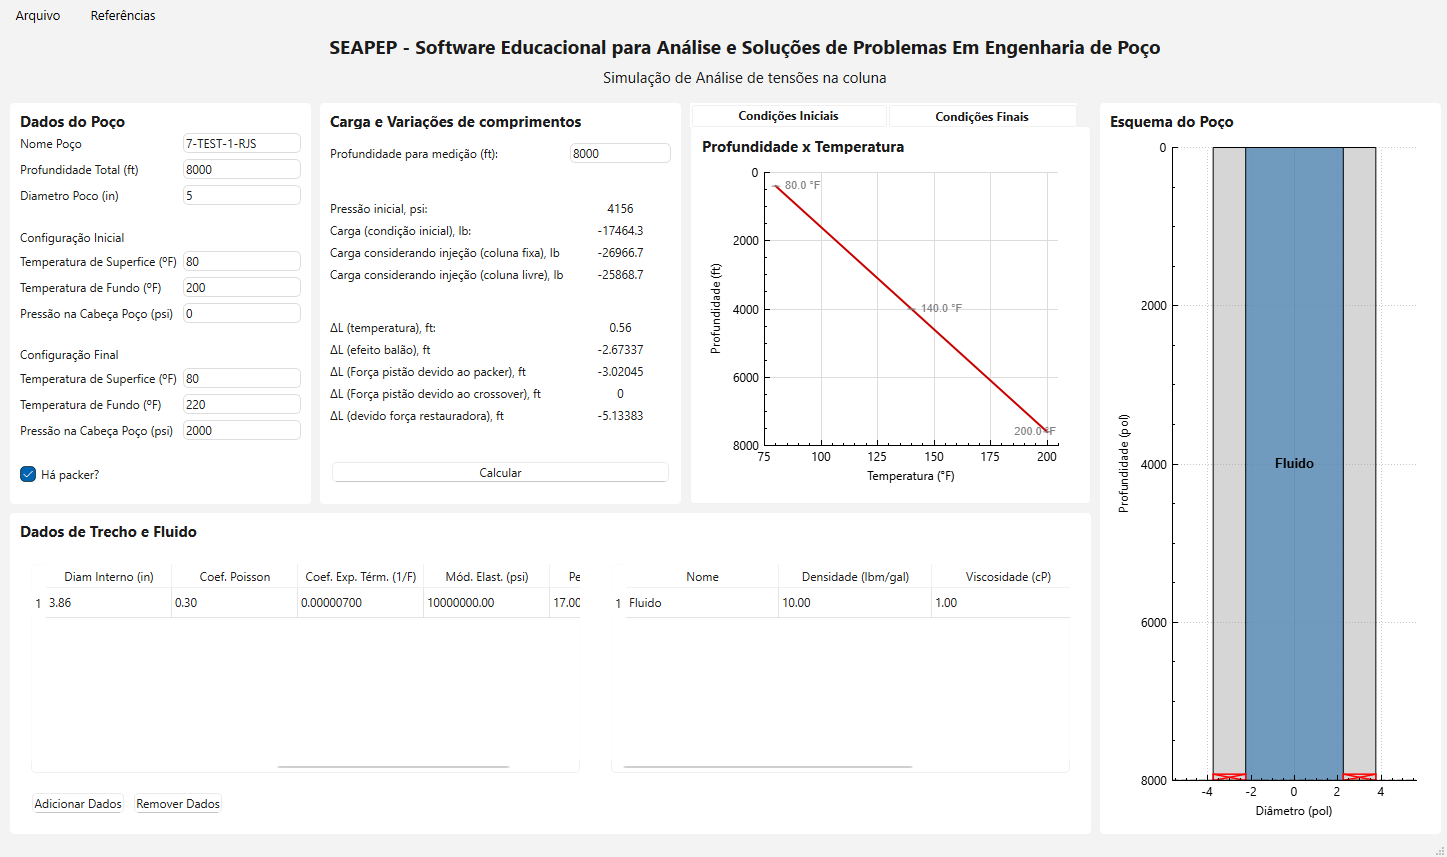 Arquivo Referências
SEAPEP - Software Educacional para Análise e Soluções de Problemas Em Engenharia de Poço
Simulação de Análise de tensões na coluna
Dados do Poço
Nome Poço 7-TEST-1-RJS
Profundidade Total (ft) 8000
Diametro Poco (in) 5
Configuração Inicial
Temperatura de Superfice (ºF) 80
Temperatura de Fundo (ºF) 200
Pressão na Cabeça Poço (psi) 0
Configuração Final
Temperatura de Superfice (ºF) 80
Temperatura de Fundo (ºF) 220
Pressão na Cabeça Poço (psi) 2000
Há packer?
Carga e Variações de comprimentos
Profundidade para medição (ft): 8000
Pressão inicial, psi: 4156
Carga (condição inicial), lb: -17464.3
Carga considerando injeção (coluna fixa), lb -26966.7
Carga considerando injeção (coluna livre), lb -25868.7
ΔL (temperatura), ft: 0.56
ΔL (efeito balão), ft -2.67337
ΔL (Força pistão devido ao packer), ft -3.02045
ΔL (Força pistão devido ao crossover), ft 0
ΔL (devido força restauradora), ft -5.13383
Calcular
Condições Iniciais Condições Finais
Profundidade x Temperatura
0
2000
4000
6000
8000
Profundidade (ft)
80.0 °F
140.0 °F
200.0 °F
75 100 125 150 175 200
Temperatura (°F)
Esquema do Poço
0
2000
4000
6000
8000
Profundidade (pol)
Fluido
-4 -2 0 2 4
Diâmetro (pol)
Dados de Trecho e Fluido
Diam Interno (in) Coef. Poisson Coef. Exp. Térm. (1/F) Mód. Elast. (psi) Pe
1 3.86 0.30 0.00000700 10000000.00 17.00
Nome Densidade (lbm/gal) Viscosidade (cP)
1 Fluido 10.00 1.00
Adicionar Dados Remover Dados